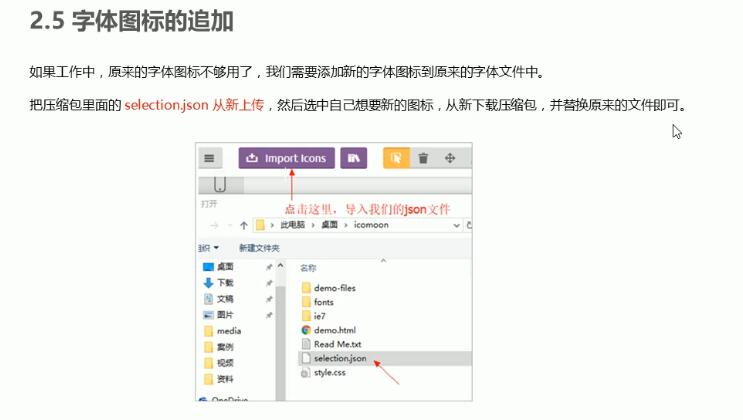 2.5 字体图标的追加
如果工作中，原来的字体图标不够用了，我们需要添加新的字体图标到原来的字体文件中。
把压缩包里面的 selection.json 从新上传，然后选中自己想要新的图标，从新下载压缩包，并替换原来的文件即可。
Import Icons
点击这里，导入我们的json文件
打开
此电脑 > 桌面 > icomoon
织 新建文件夹
桌面
下载
文稿
图片
media
案例
视频
资料
OneDrive
名称
demo-files
fonts
ie7
demo.html
Read Me.txt
selection.json
style.css